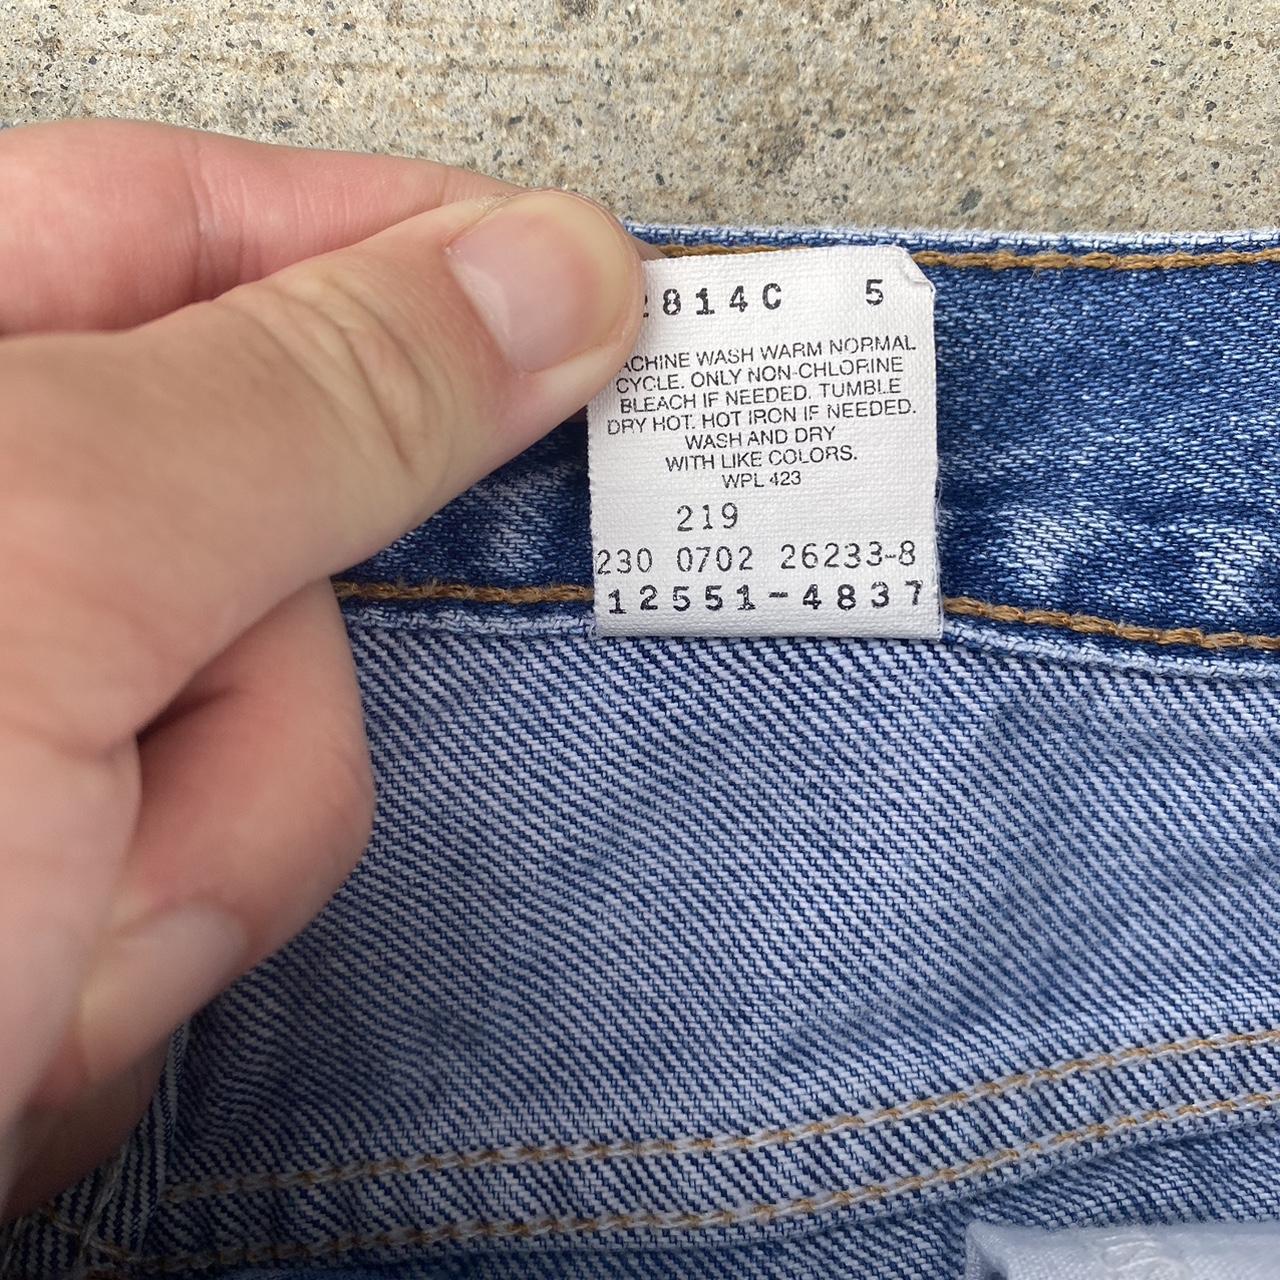 814C 5
ACHINE WASH WARM NORMAL
CYCLE. ONLY NON-CHLORINE
BLEACH IF NEEDED. TUMBLE
DRY HOT. HOT IRON IF NEEDED.
WASH AND DRY
WITH LIKE COLORS.
WPL 423
219
230 0702 26233-8
12551-4837